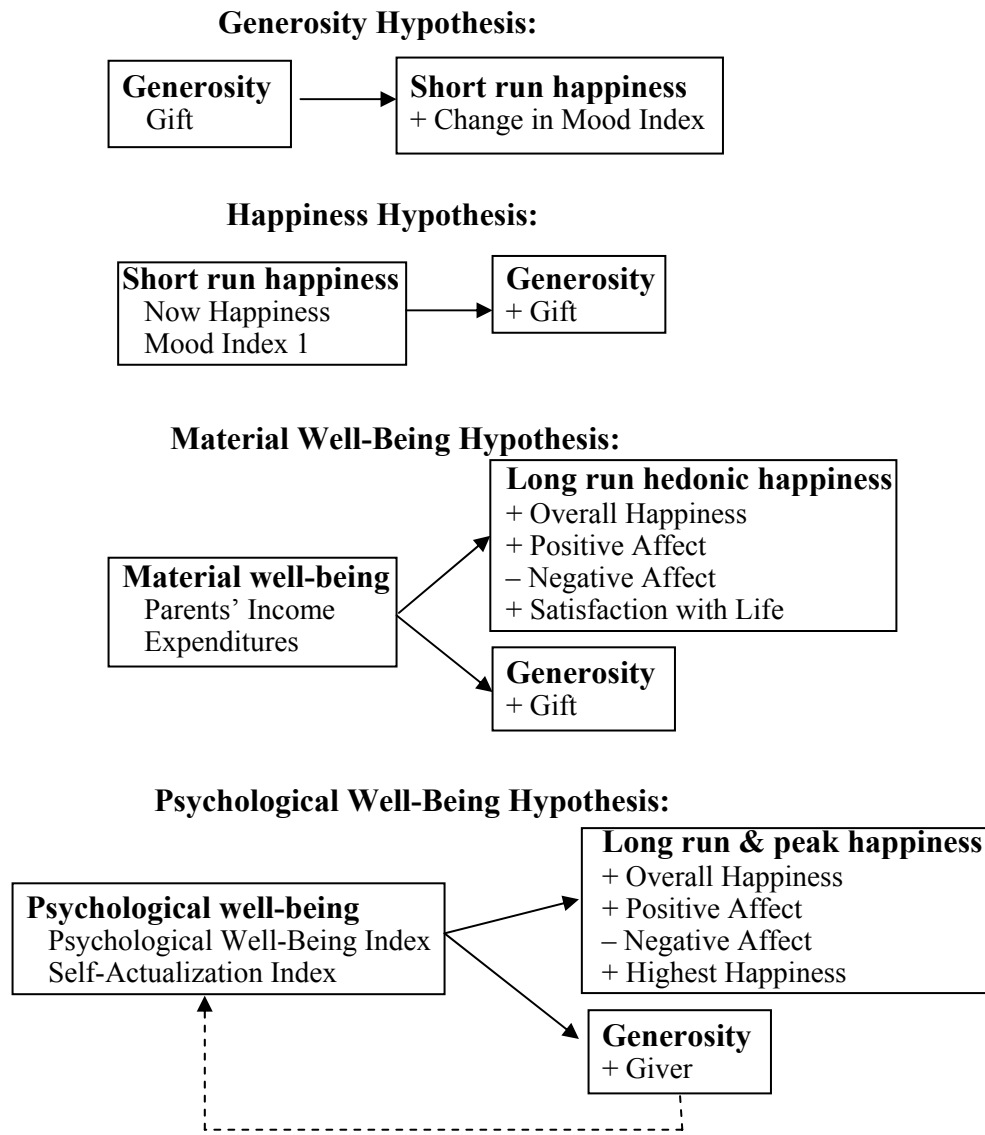 Generosity Hypothesis:
Generosity
Gift
Short run happiness
+ Change in Mood Index
Happiness Hypothesis:
Short run happiness
Now Happiness
Mood Index 1
Generosity
+ Gift
Material Well-Being Hypothesis:
Material well-being
Parents’ Income
Expenditures
Long run hedonic happiness
+ Overall Happiness
+ Positive Affect
– Negative Affect
+ Satisfaction with Life
Generosity
+ Gift
Psychological Well-Being Hypothesis:
Psychological well-being
Psychological Well-Being Index
Self-Actualization Index
Long run & peak happiness
+ Overall Happiness
+ Positive Affect
– Negative Affect
+ Highest Happiness
Generosity
+ Giver